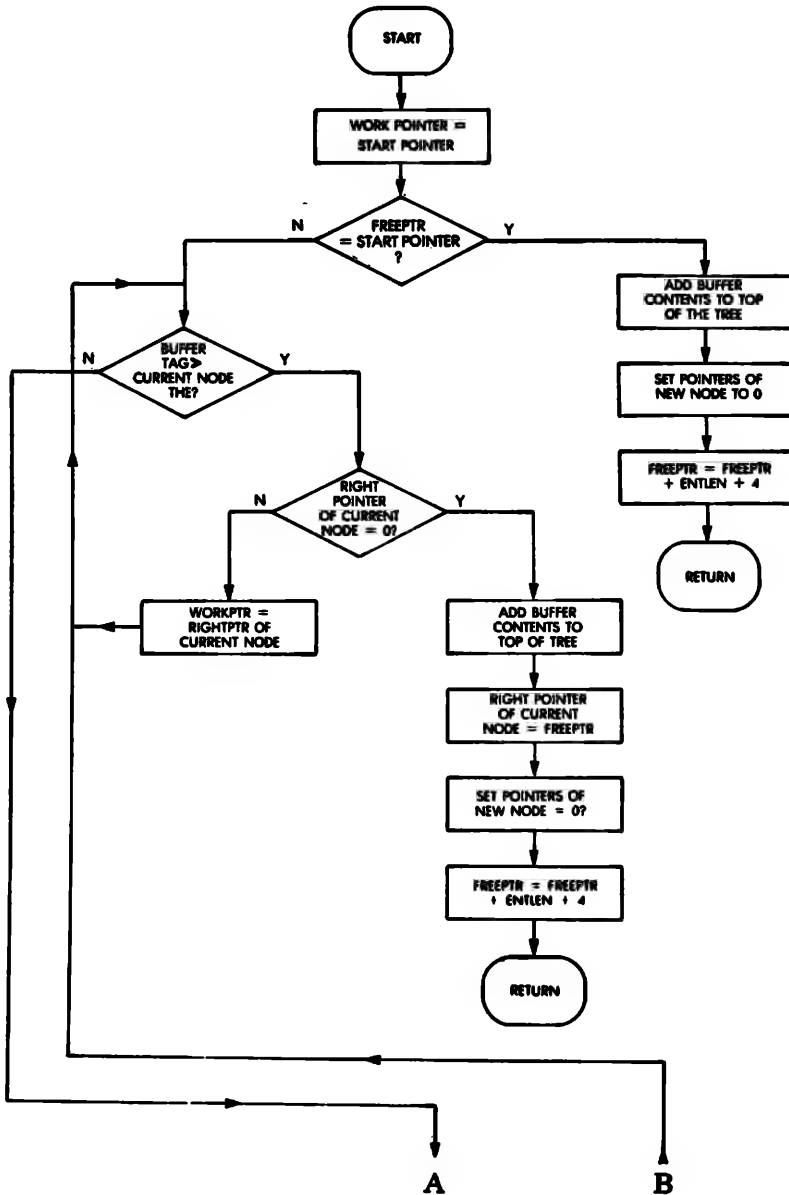 START
WORK POINTER =
START POINTER
FREEPTR
= START POINTER
?
N
Y
ADD BUFFER
CONTENTS TO TOP
OF THE TREE
SET POINTERS OF
NEW NODE TO 0
FREEPTR = FREEPTR
+ ENTLEN + 4
RETURN
BUFFER
TAG>
CURRENT NODE
THE?
N
Y
RIGHT
POINTER
OF CURRENT
NODE = 0?
N
Y
WORKPTR =
RIGHTPTR OF
CURRENT NODE
ADD BUFFER
CONTENTS TO
TOP OF TREE
RIGHT POINTER
OF CURRENT
NODE = FREEPTR
SET POINTERS OF
NEW NODE = 0?
FREEPTR = FREEPTR
+ ENTLEN + 4
RETURN
A
B